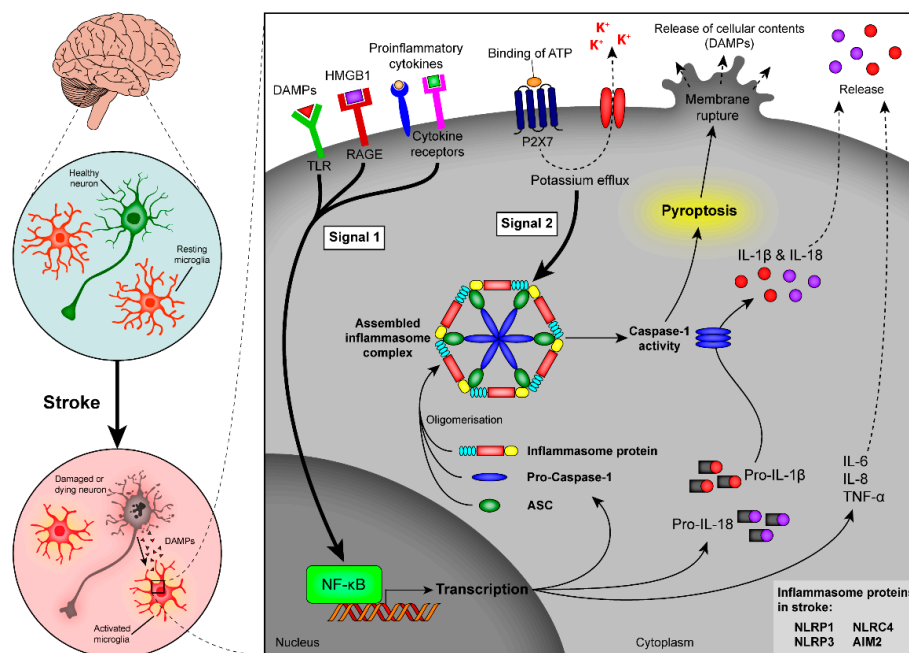 Healthy
neuron
Resting
microglia
Stroke
Damaged or
dying neuron
DAMPs
Activated
microglia
DAMPs
HMGB1
Proinflammatory
cytokines
TLR
RAGE
Cytokine
receptors
Binding of ATP
P2X7
K+
K+
K+
Potassium efflux
Release of cellular contents
(DAMPs)
Membrane
rupture
Release
Signal 1
Signal 2
Pyroptosis
IL-1β & IL-18
Assembled
inflammasome
complex
Caspase-1
activity
Oligomerisation
Inflammasome protein
Pro-Caspase-1
ASC
Pro-IL-1β
Pro-IL-18
IL-6
IL-8
TNF-α
NF-κB
Transcription
Nucleus
Cytoplasm
Inflammasome proteins
in stroke:
NLRP1 NLRC4
NLRP3 AIM2